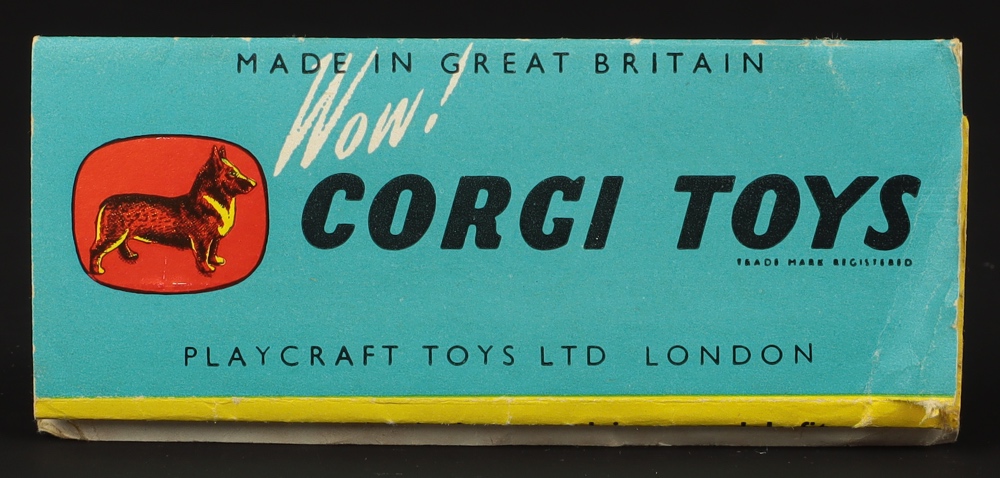 MADE IN GREAT BRITAIN
Wow!
CORGI TOYS
TRADE MARK REGISTERED
PLAYCRAFT TOYS LTD LONDON